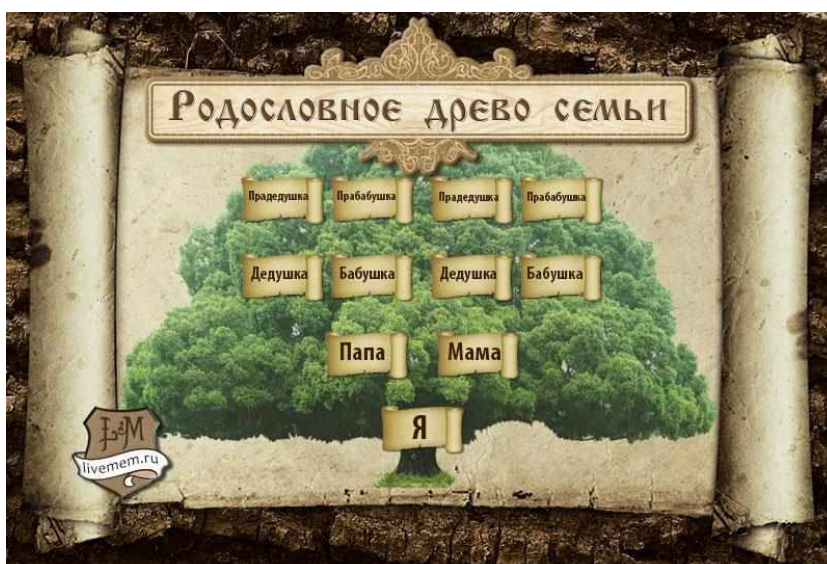 Родословное древо семьи
Прадедушка Прабабушка Прадедушка Прабабушка
Дедушка Бабушка Дедушка Бабушка
Папа Мама
Я
L&M
livemem.ru